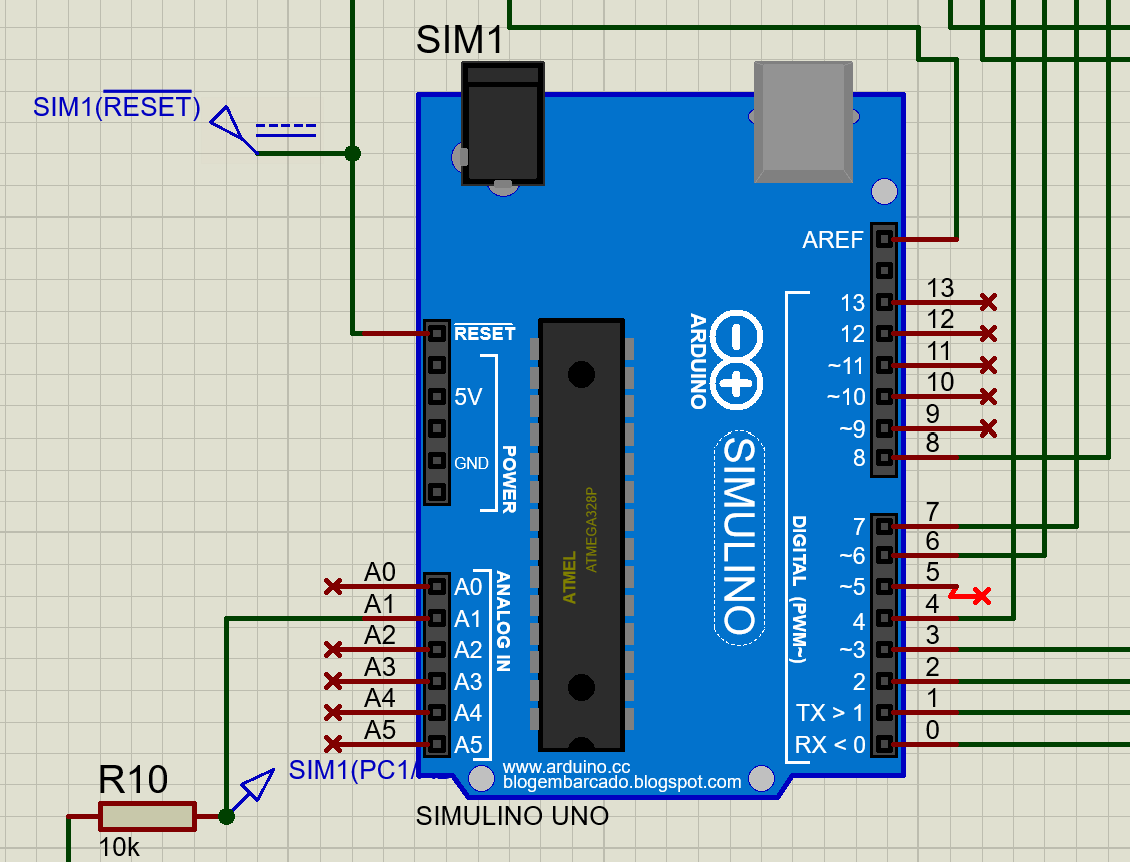 SIM1
SIM1(RESET)
AREF
13 13
12 12
~11 11
~10 10
~9 9
8 8
RESET
5V
GND
POWER
ARDUINO
SIMULINO
ATMEL
ATMEGA328P
DIGITAL (PWM~)
7 7
~6 6
~5 5
4 4
~3 3
2 2
TX > 1 1
RX < 0 0
A0 A0
A1 A1
A2 A2
A3 A3
A4 A4
A5 A5
ANALOG IN
SIM1(PC1/
www.arduino.cc
blogembarcado.blogspot.com
SIMULINO UNO
R10
10k